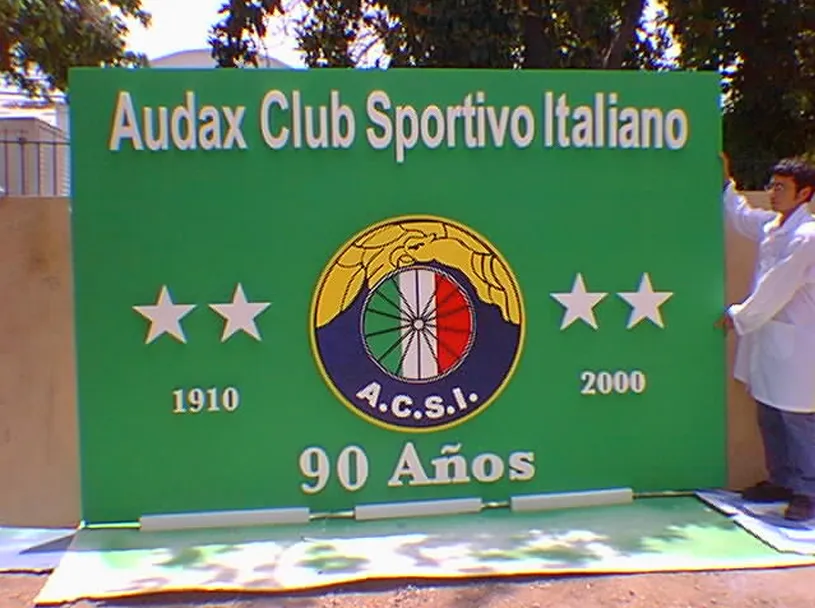 Audax Club Sportivo Italiano
1910
2000
A.C.S.I.
90 Años